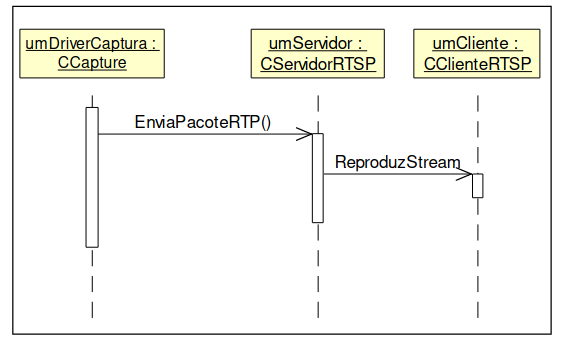 umDriverCaptura :
CCapture
umServidor :
CServidorRTSP
umCliente :
CClienteRTSP
EnviaPacoteRTP()
ReproduzStream